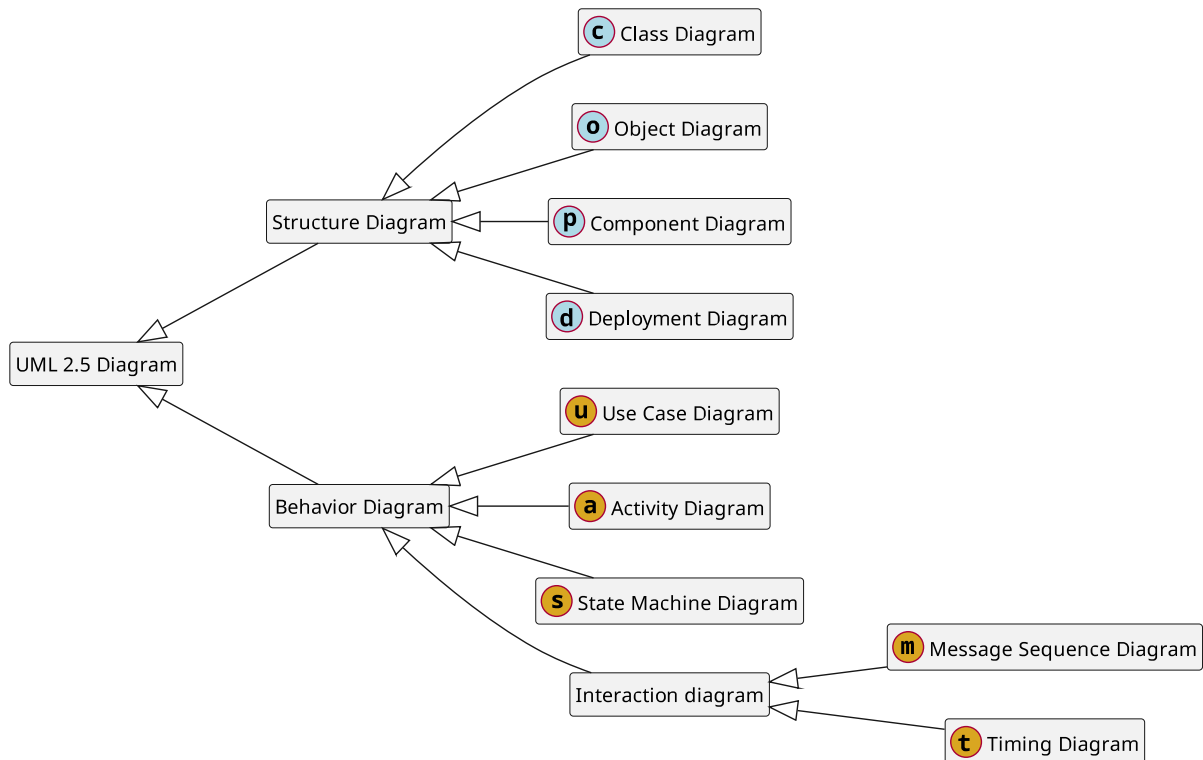 c Class Diagram
o Object Diagram
Structure Diagram
p Component Diagram
d Deployment Diagram
UML 2.5 Diagram
u Use Case Diagram
Behavior Diagram
a Activity Diagram
s State Machine Diagram
m Message Sequence Diagram
Interaction diagram
t Timing Diagram